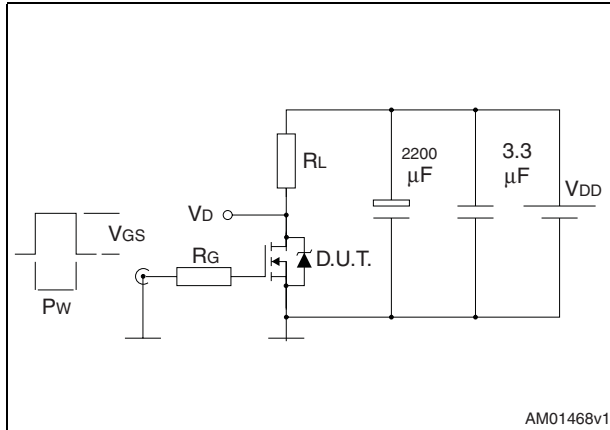 RL
2200
μF
3.3
μF
VDD
VD
VGS
RG
D.U.T.
PW
AM01468v1